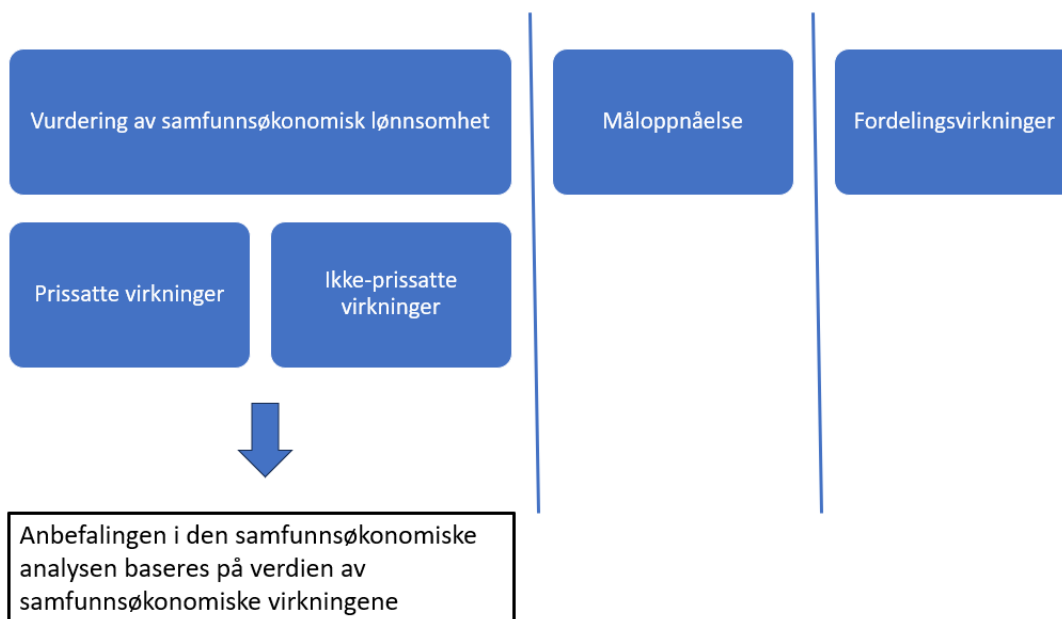 Vurdering av samfunnsøkonomisk lønnsomhet
Måloppnåelse
Fordelingsvirkninger
Prissatte virkninger
Ikke-prissatte
virkninger
Anbefalingen i den samfunnsøkonomiske
analysen baseres på verdien av
samfunnsøkonomiske virkningene